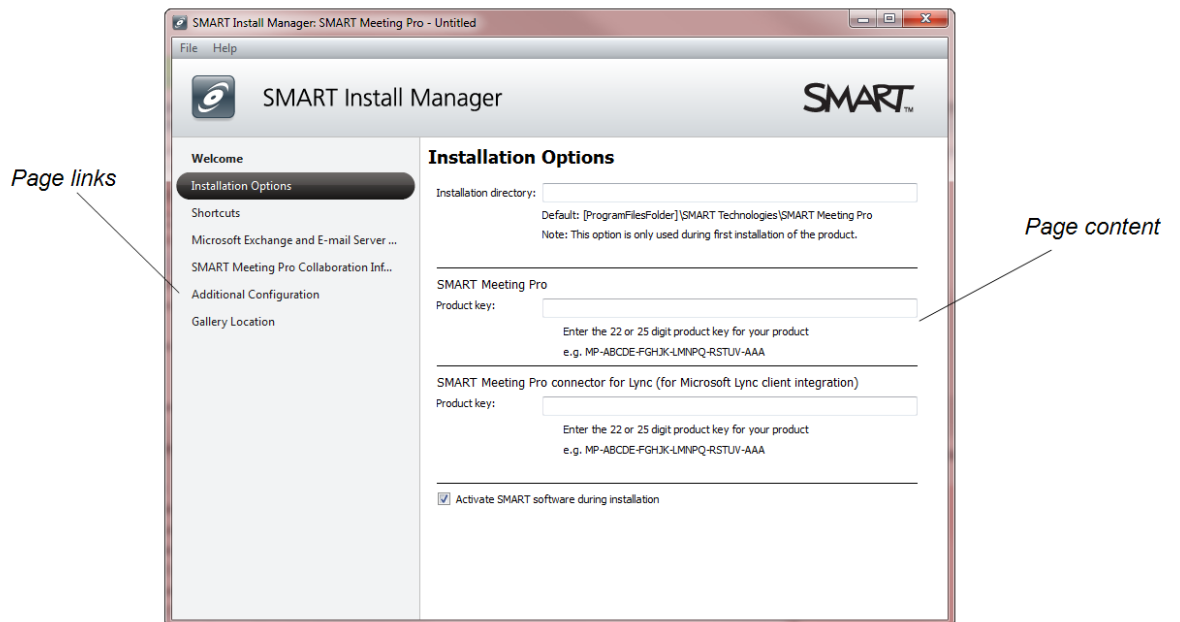 SMART Install Manager: SMART Meeting Pro - Untitled
File Help
SMART Install Manager
SMART™
Page links
Welcome
Installation Options
Shortcuts
Microsoft Exchange and E-mail Server ...
SMART Meeting Pro Collaboration Inf...
Additional Configuration
Gallery Location
Installation Options
Installation directory:
Default: [ProgramFilesFolder]\SMART Technologies\SMART Meeting Pro
Note: This option is only used during first installation of the product.
Page content
SMART Meeting Pro
Product key:
Enter the 22 or 25 digit product key for your product
e.g. MP-ABCDE-FGHJK-LMNPQ-RSTUV-AAA
SMART Meeting Pro connector for Lync (for Microsoft Lync client integration)
Product key:
Enter the 22 or 25 digit product key for your product
e.g. MP-ABCDE-FGHJK-LMNPQ-RSTUV-AAA
Activate SMART software during installation